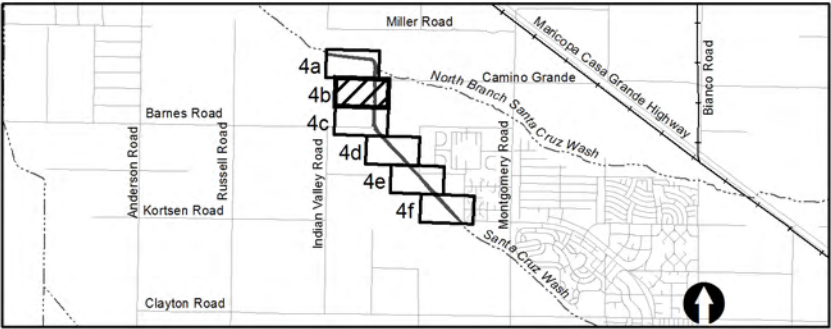 Miller Road
Maricopa Casa Grande Highway
Bianco Road
4a
North Branch Santa Cruz Wash
Camino Grande
4b
Barnes Road
4c
Anderson Road
Russell Road
Indian Valley Road
4d
Montgomery Road
4e
4f
Kortsen Road
Santa Cruz Wash
Clayton Road